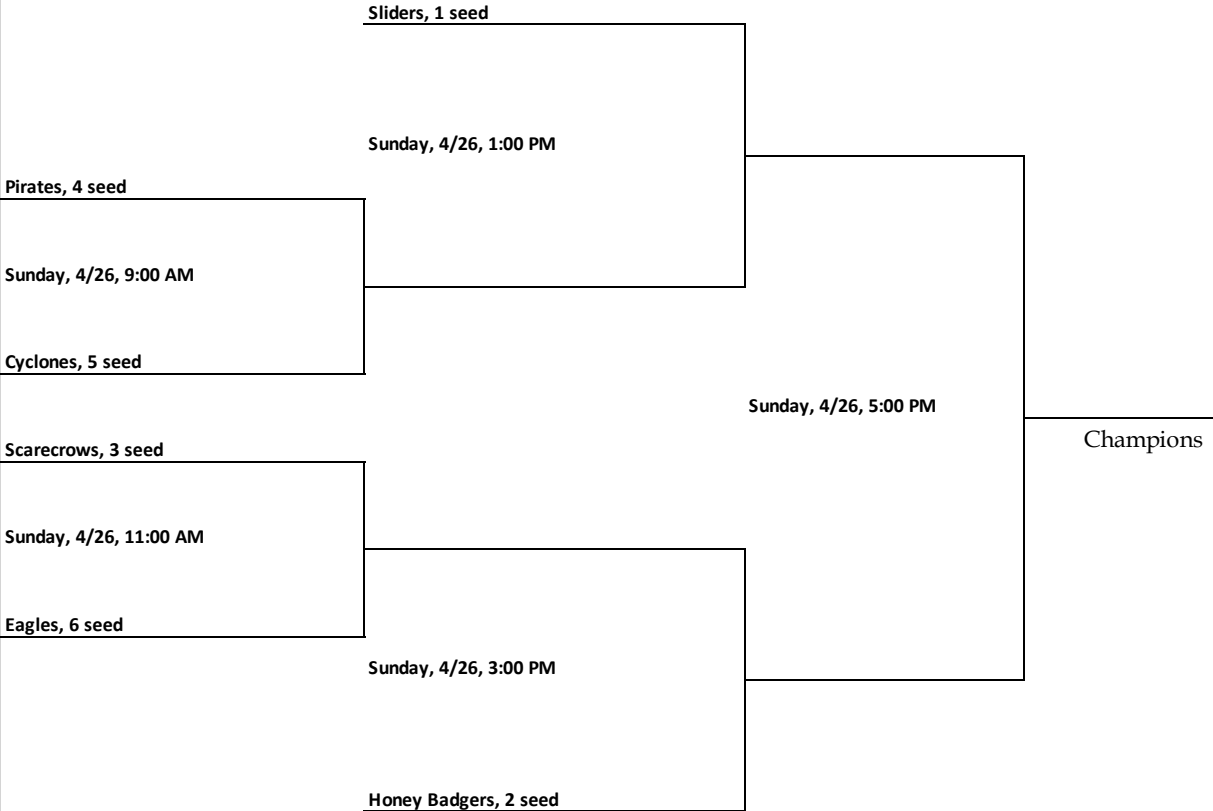 Sliders, 1 seed
Sunday, 4/26, 1:00 PM
Pirates, 4 seed
Sunday, 4/26, 9:00 AM
Cyclones, 5 seed
Sunday, 4/26, 5:00 PM
Champions
Scarecrows, 3 seed
Sunday, 4/26, 11:00 AM
Eagles, 6 seed
Sunday, 4/26, 3:00 PM
Honey Badgers, 2 seed